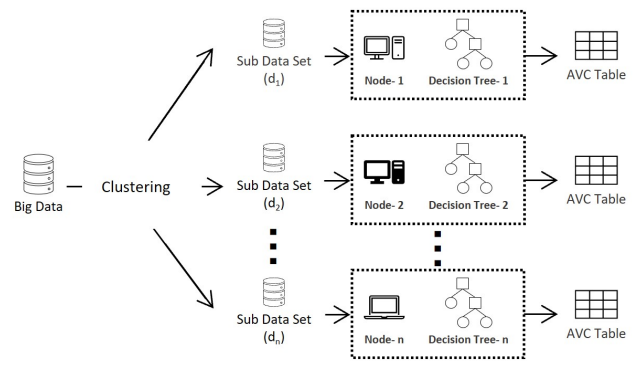 Sub Data Set
(d₁)
Node- 1
Decision Tree- 1
AVC Table
Big Data
Clustering
Sub Data Set
(d₂)
Node- 2
Decision Tree- 2
AVC Table
Sub Data Set
(dₙ)
Node- n
Decision Tree- n
AVC Table